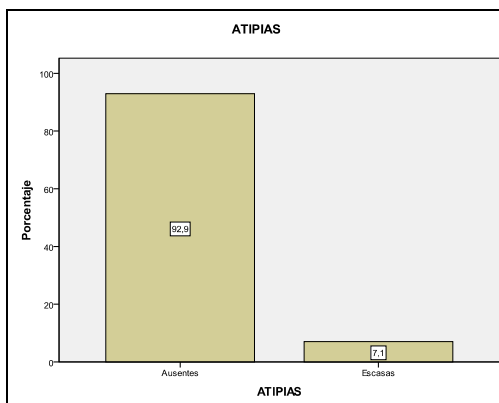 ATIPIAS
100
80
60
40
20
0
Porcentaje
92,9
7,1
Ausentes
Escasas
ATIPIAS